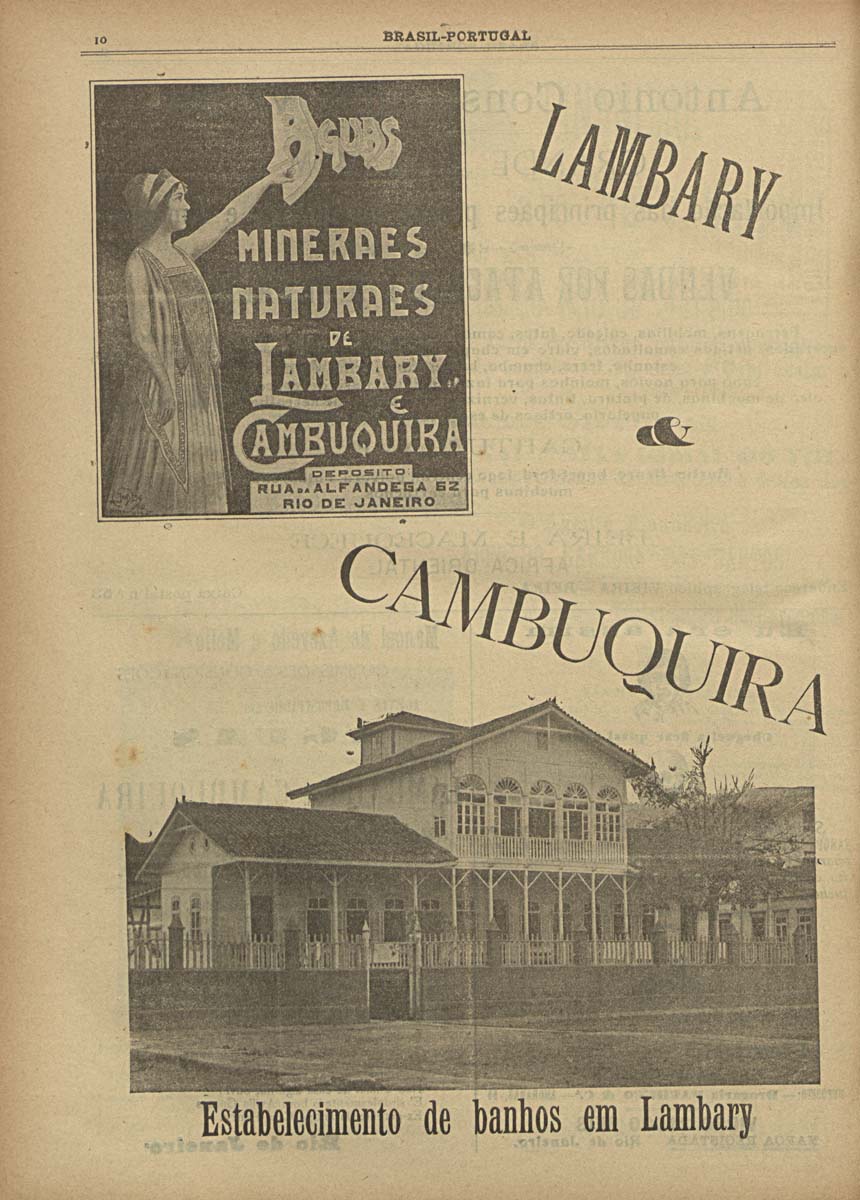 10
BRASIL-PORTUGAL
AGUAS
MINERAES
NATURAES
DE
LAMBARY
E
CAMBUQUIRA
DEPOSITO
RUA DA ALFANDEGA 62
RIO DE JANEIRO
LAMBARY
&
CAMBUQUIRA
Estabelecimento de banhos em Lambary